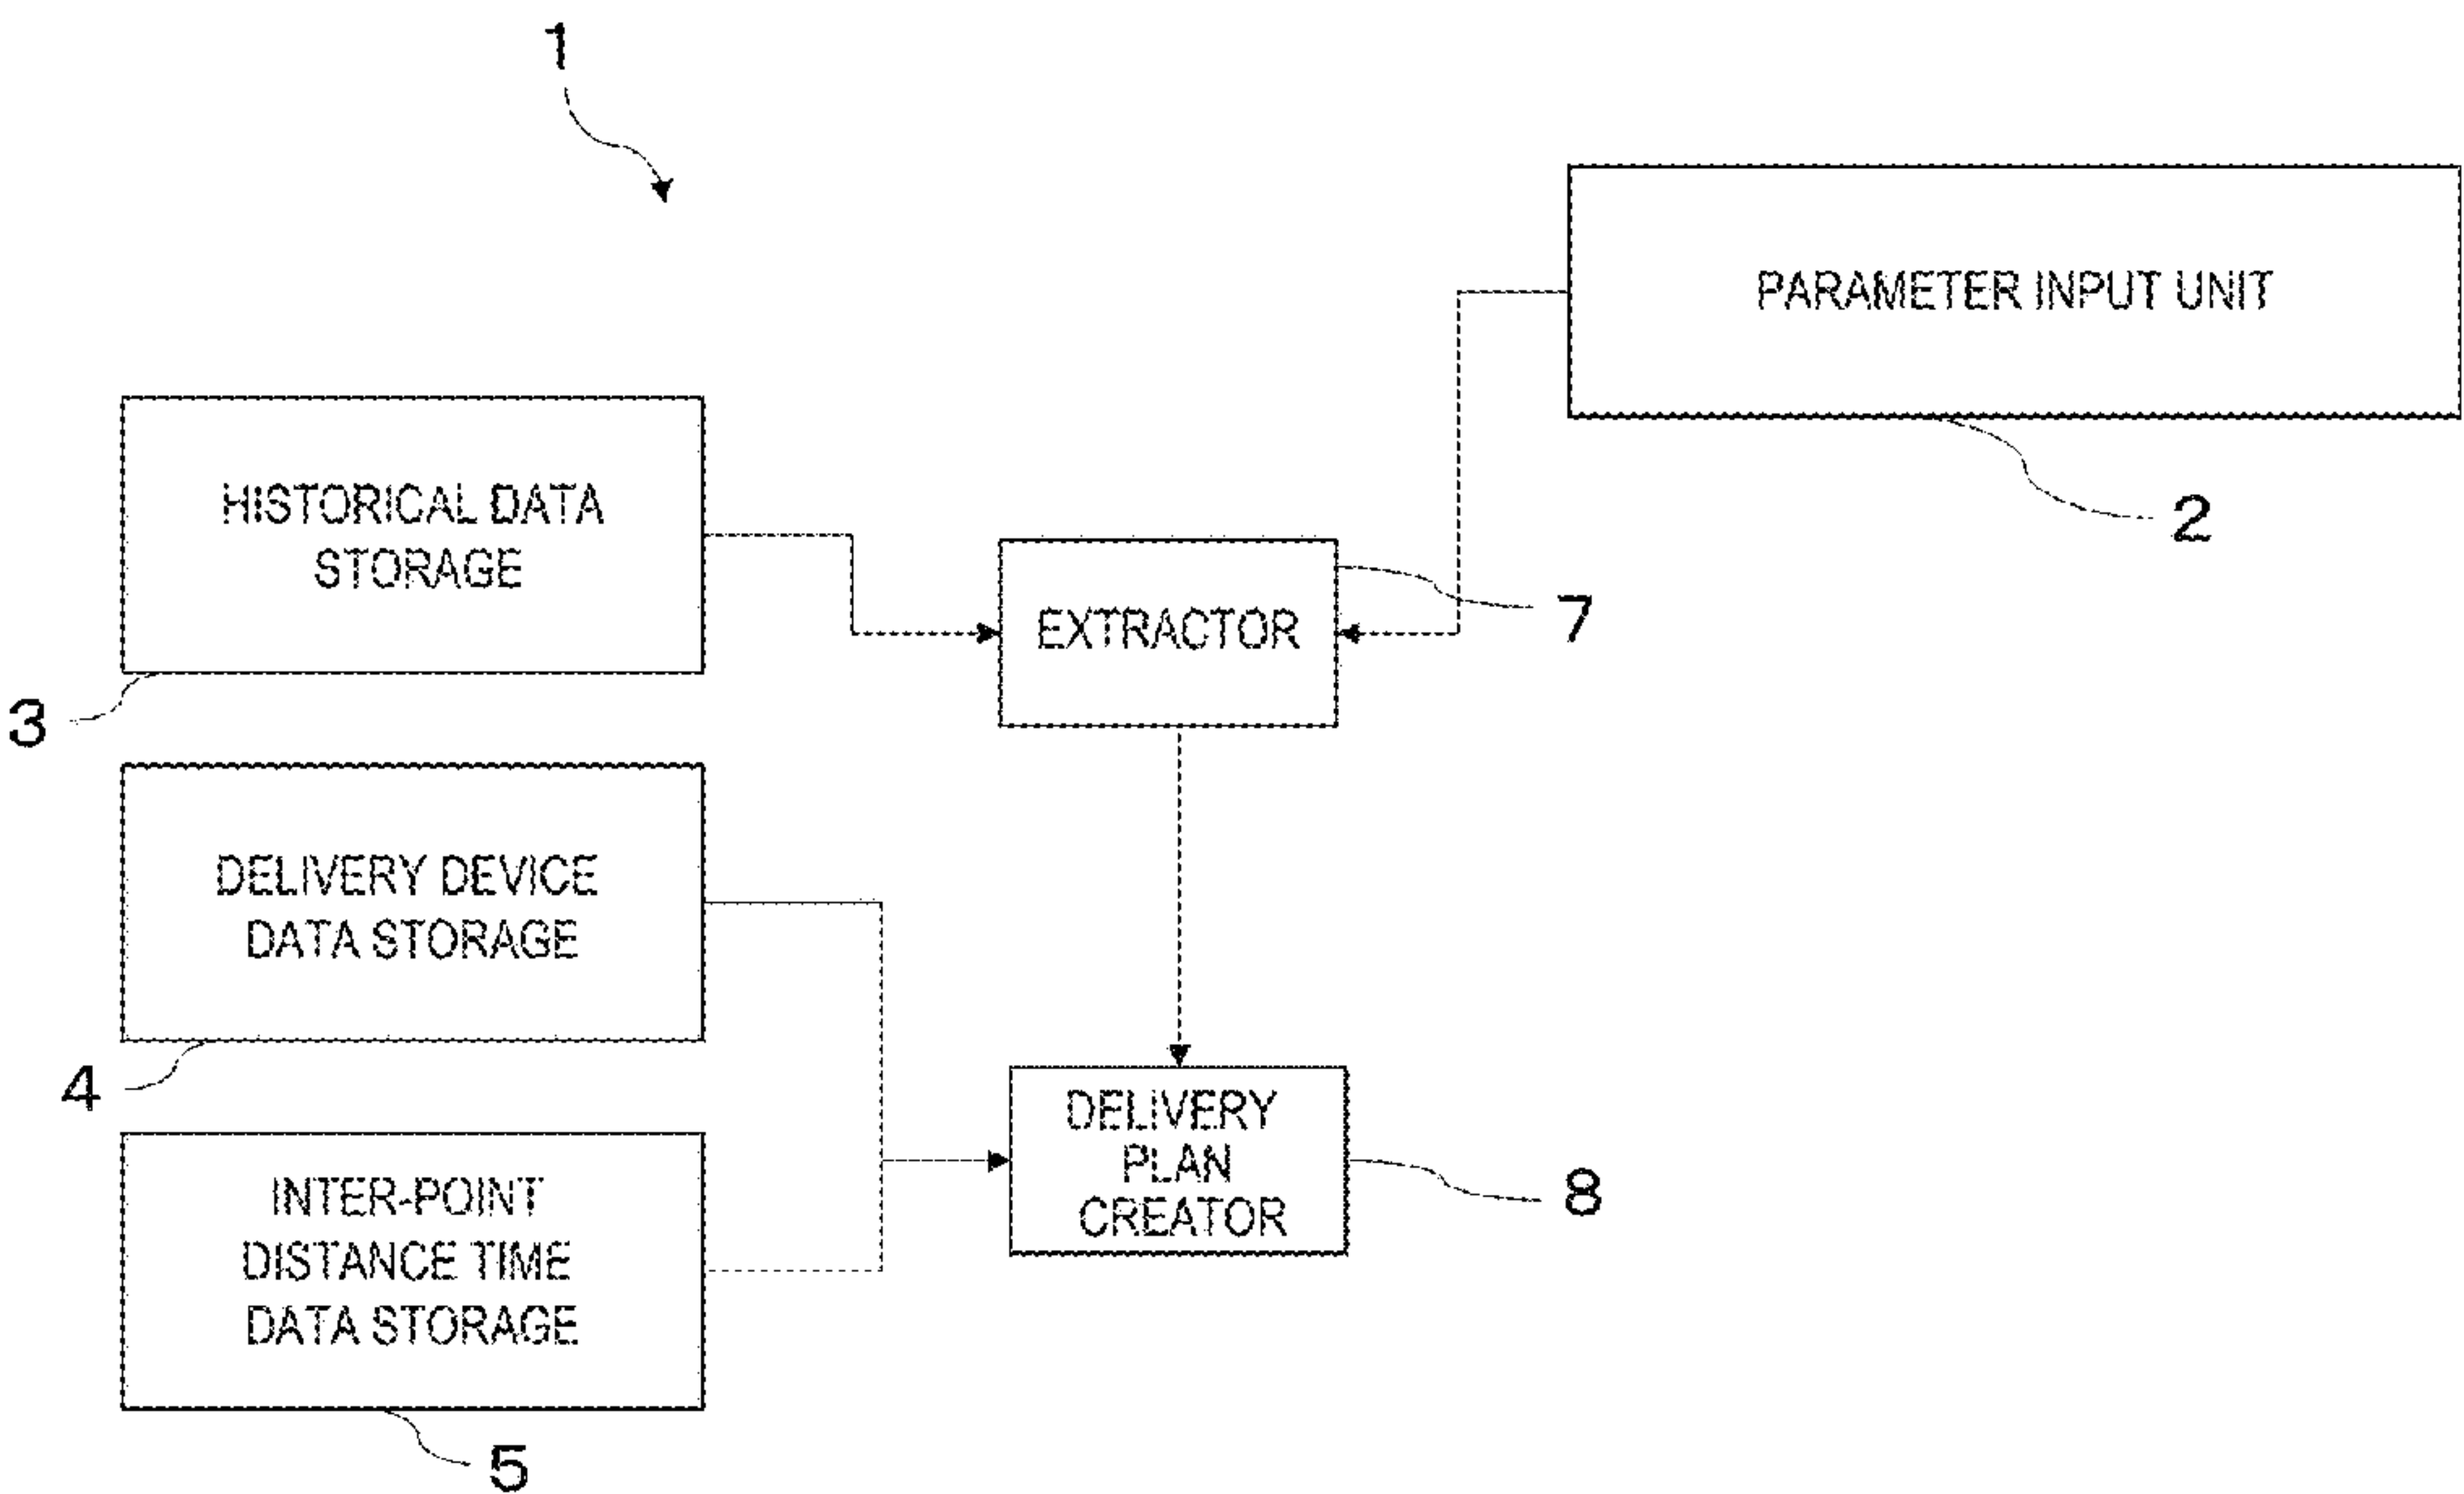 1
PARAMETER INPUT UNIT
2
HISTORICAL DATA
STORAGE
3
EXTRACTOR
7
DELIVERY DEVICE
DATA STORAGE
4
DELIVERY
PLAN
CREATOR
8
INTER-POINT
DISTANCE TIME
DATA STORAGE
5